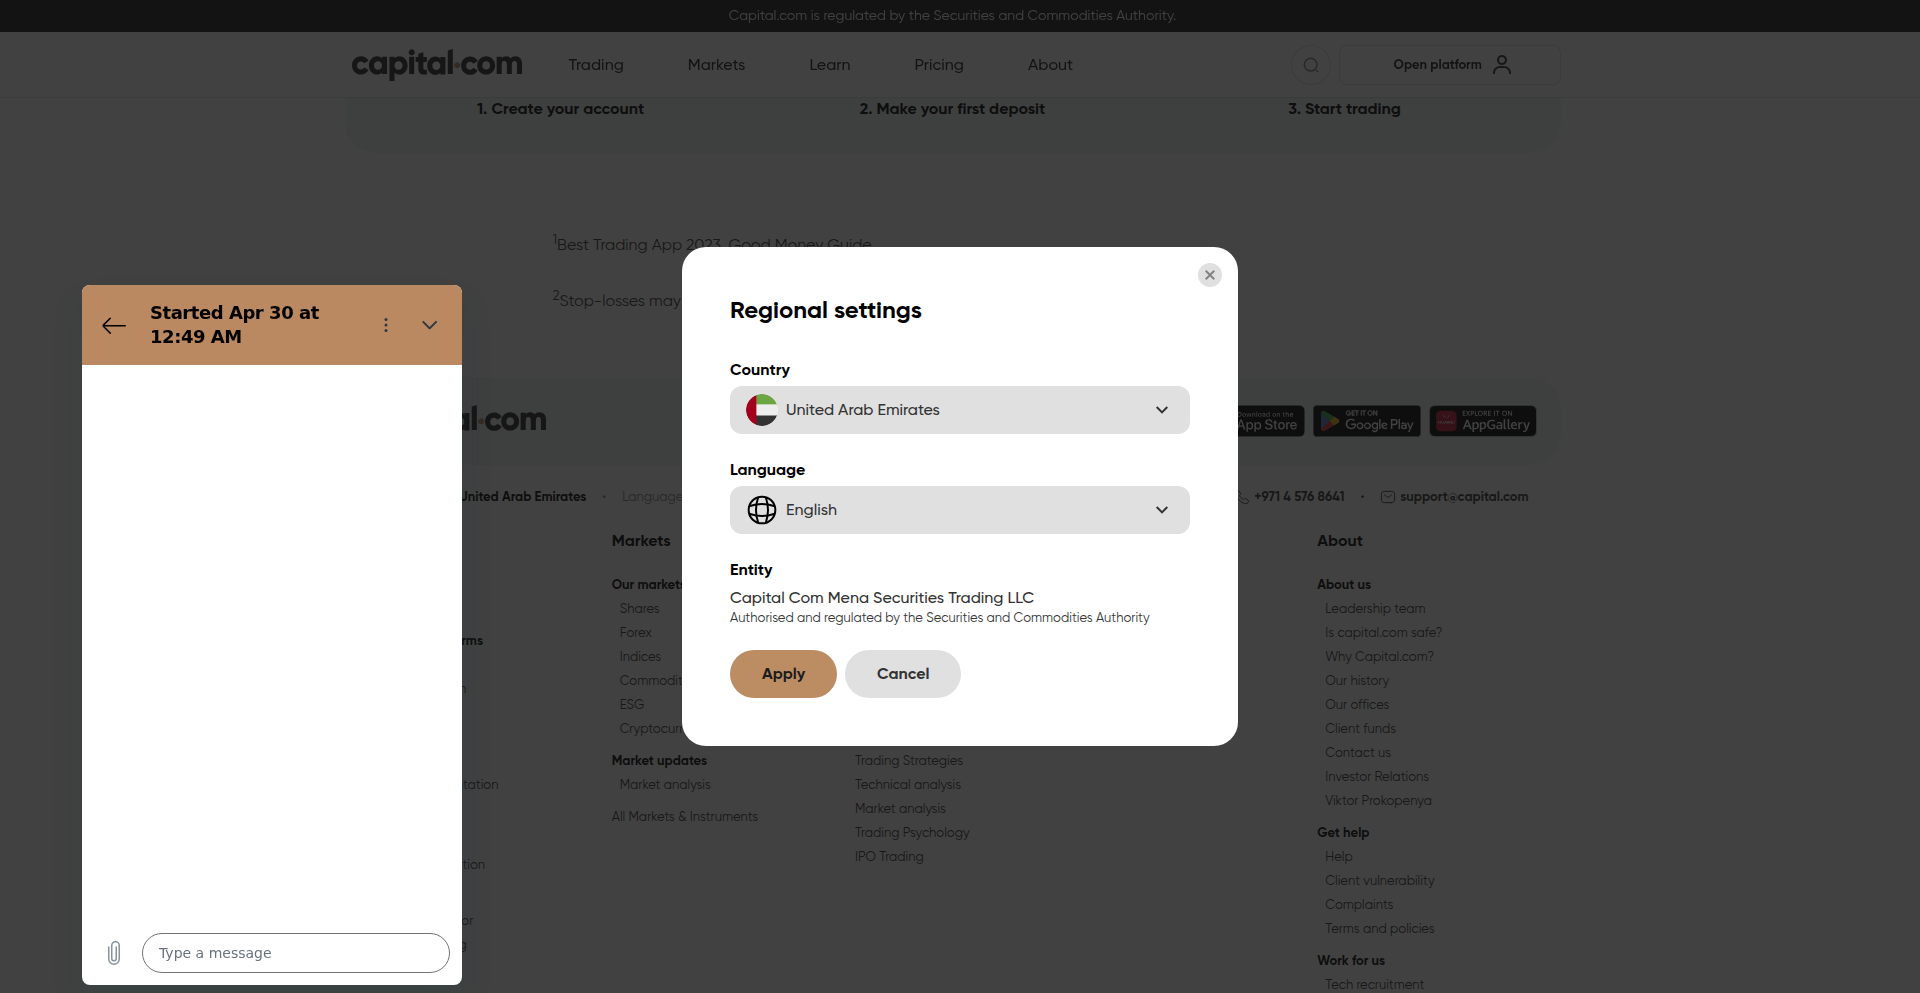 Capital.com is regulated by the Securities and Commodities Authority.
capital.com
Trading
Markets
Learn
Pricing
About
Open platform
1. Create your account
2. Make your first deposit
3. Start trading
1Best Trading App 2023, Good Money Guide
2Stop-losses may
Started Apr 30 at
12:49 AM
Type a message
Regional settings
Country
United Arab Emirates
Language
English
Entity
Capital Com Mena Securities Trading LLC
Authorised and regulated by the Securities and Commodities Authority
Apply
Cancel
al.com
Download on the
App Store
GET IT ON
Google Play
EXPLORE IT ON
AppGallery
United Arab Emirates
•
Language
+971 4 576 8641
•
support@capital.com
rms
tation
tion
or
Markets
Our markets
Shares
Forex
Indices
Commodit
ESG
Cryptocurr
Market updates
Market analysis
All Markets & Instruments
Trading Strategies
Technical analysis
Market analysis
Trading Psychology
IPO Trading
About
About us
Leadership team
Is capital.com safe?
Why Capital.com?
Our history
Our offices
Client funds
Contact us
Investor Relations
Viktor Prokopenya
Get help
Help
Client vulnerability
Complaints
Terms and policies
Work for us
Tech recruitment